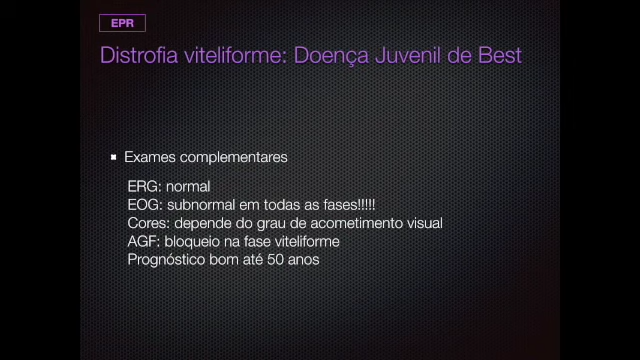 EPR
Distrofia viteliforme: Doença Juvenil de Best
Exames complementares
ERG: normal
EOG: subnormal em todas as fases!!!!!
Cores: depende do grau de acometimento visual
AGF: bloqueio na fase viteliforme
Prognóstico bom até 50 anos